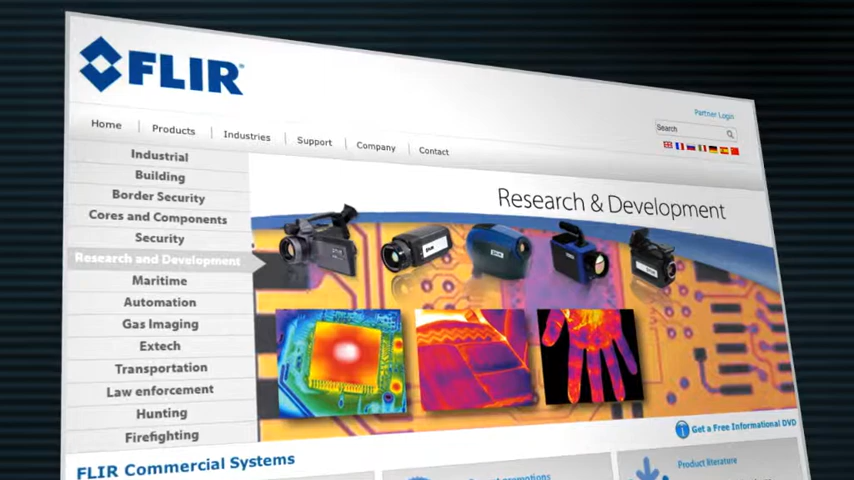 FLIR
Partner Login
Search
Home
Products
Industries
Support
Company
Contact
Industrial
Building
Border Security
Cores and Components
Security
Research and Development
Maritime
Automation
Gas Imaging
Extech
Transportation
Law enforcement
Hunting
Firefighting
Research & Development
Get a Free Informational DVD
FLIR Commercial Systems
promotions
Product literature